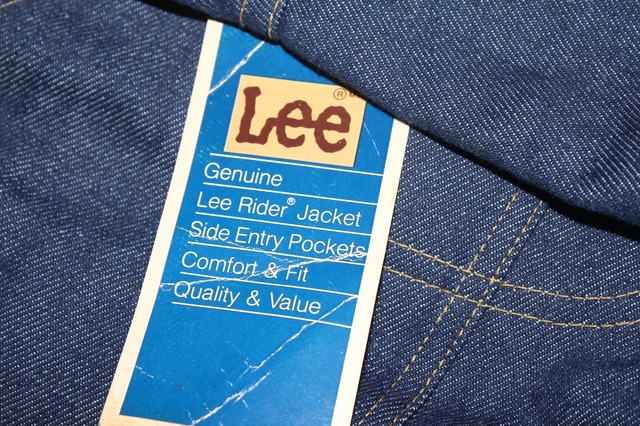 Lee ®
Genuine
Lee Rider® Jacket
Side Entry Pockets
Comfort & Fit
Quality & Value